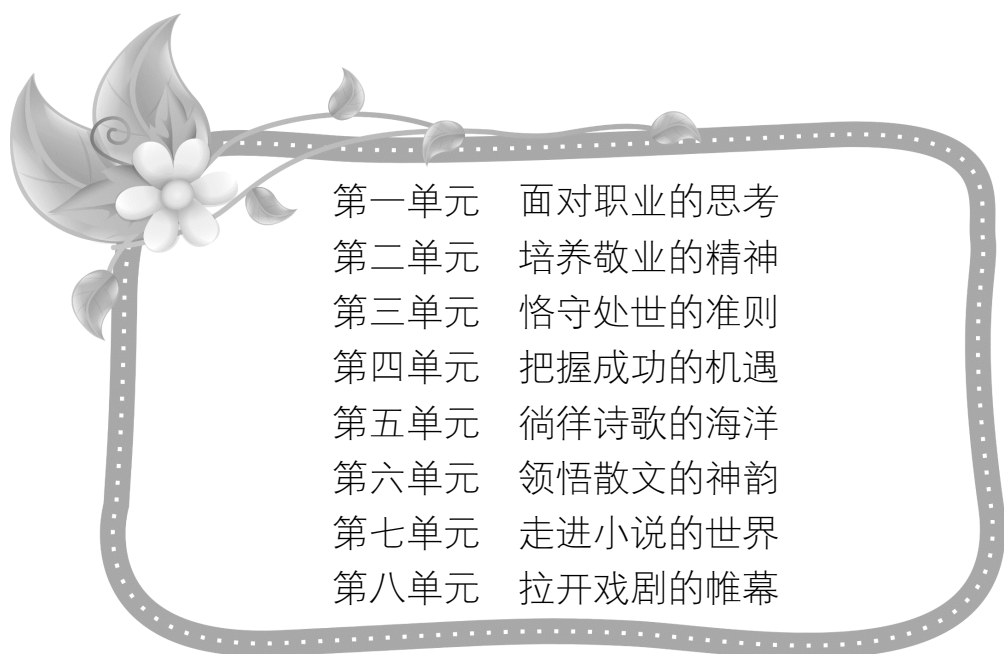 第一单元 面对职业的思考
第二单元 培养敬业的精神
第三单元 恪守处世的准则
第四单元 把握成功的机遇
第五单元 徜徉诗歌的海洋
第六单元 领悟散文的神韵
第七单元 走进小说的世界
第八单元 拉开戏剧的帷幕